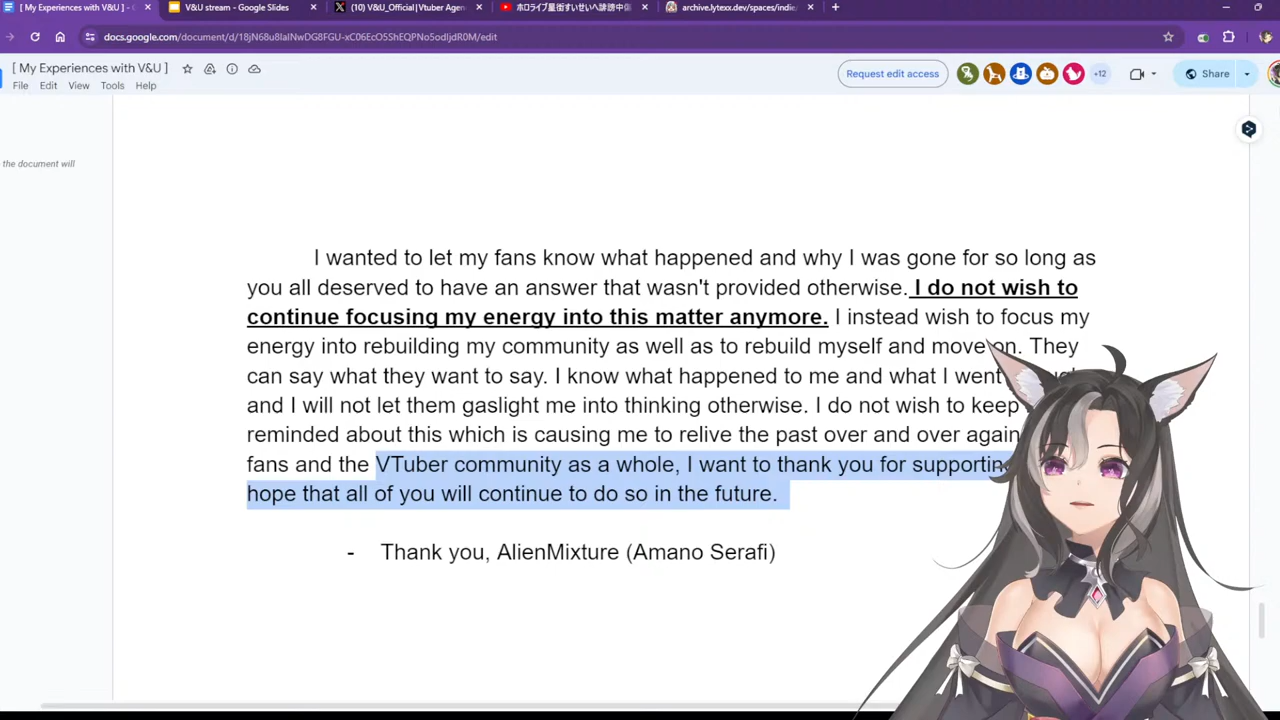 [ My Experiences with V&U ] -
V&U stream - Google Slides
(10) V&U_Official|Vtuber Agen
docs.google.com/document/d/18jN68u8IaINwDG8FGU-xC06EcO5ShEQPNo5odIjdR0M/edit
archive.lytexx.dev/spaces/indie/
[ My Experiences with V&U ]
Request edit access
+12
Share
File Edit View Tools Help
the document will
I wanted to let my fans know what happened and why I was gone for so long as
you all deserved to have an answer that wasn't provided otherwise. I do not wish to
continue focusing my energy into this matter anymore. I instead wish to focus my
energy into rebuilding my community as well as to rebuild myself and move on. They
can say what they want to say. I know what happened to me and what I went
and I will not let them gaslight me into thinking otherwise. I do not wish to keep
reminded about this which is causing me to relive the past over and over again
fans and the VTuber community as a whole, I want to thank you for supportin
hope that all of you will continue to do so in the future.
- Thank you, AlienMixture (Amano Serafi)